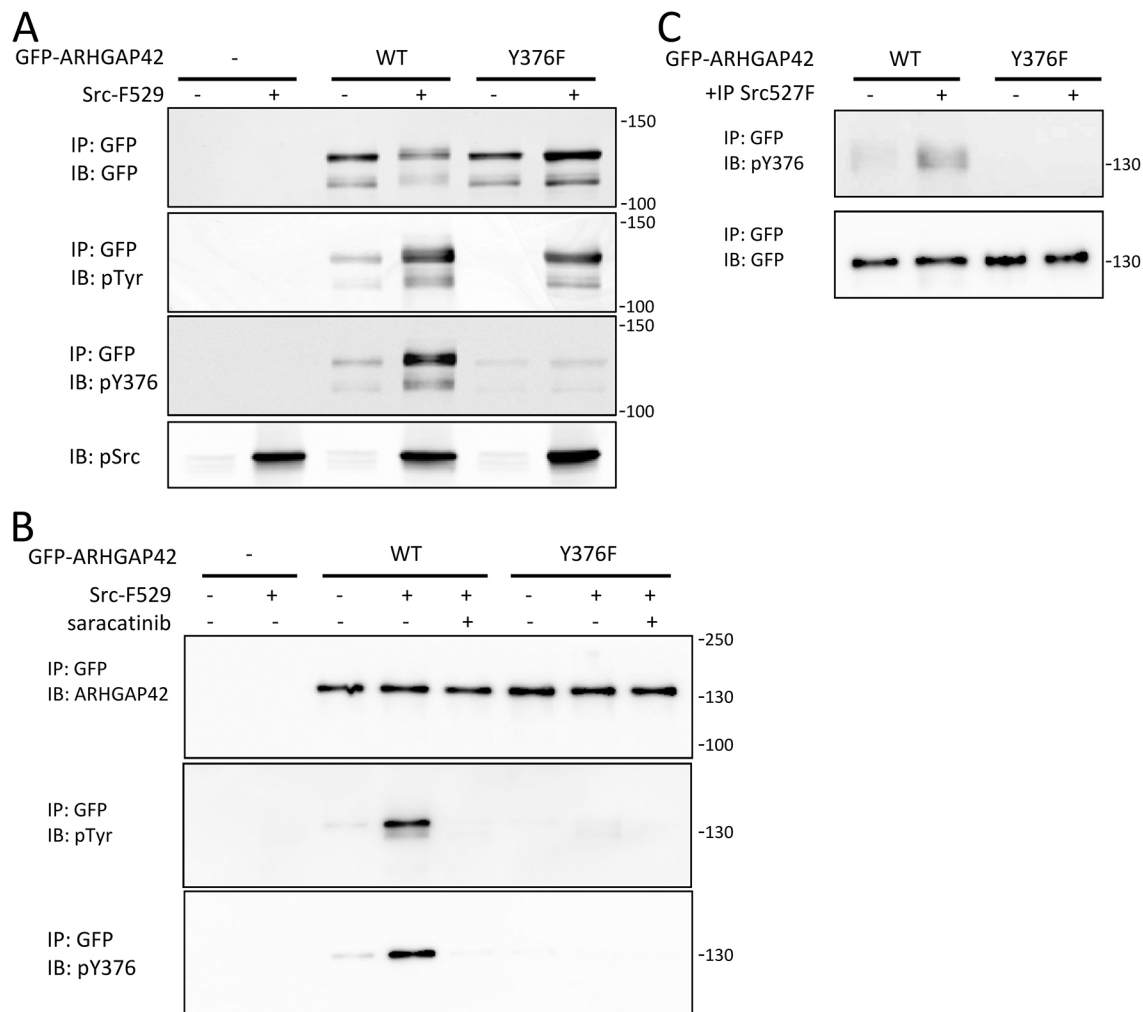 A
GFP-ARHGAP42 - WT Y376F
Src-F529 - + - + - +
IP: GFP
IB: GFP
-150
-100
IP: GFP
IB: pTyr
-150
-100
IP: GFP
IB: pY376
-150
-100
IB: pSrc
C
GFP-ARHGAP42 WT Y376F
+IP Src527F - + - +
IP: GFP
IB: pY376
-130
IP: GFP
IB: GFP
-130
B
GFP-ARHGAP42 - WT Y376F
Src-F529 - + - + + - + +
saracatinib - - - - + - - +
IP: GFP
IB: ARHGAP42
-250
-130
-100
IP: GFP
IB: pTyr
-130
IP: GFP
IB: pY376
-130